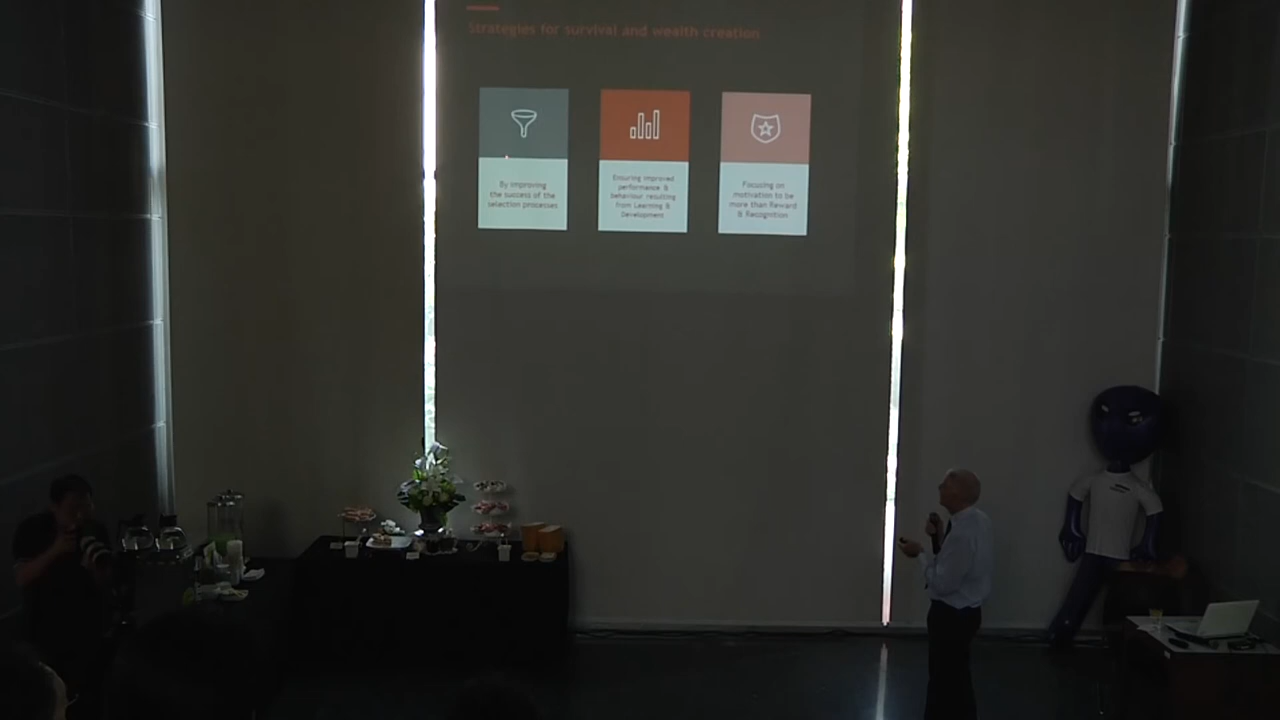 Strategies for survival and wealth creation
By improving
the success of the
selection processes
Ensuring improved
performance &
behaviour resulting
from Learning &
Development
Focusing on
motivation to be
more than Reward
& Recognition